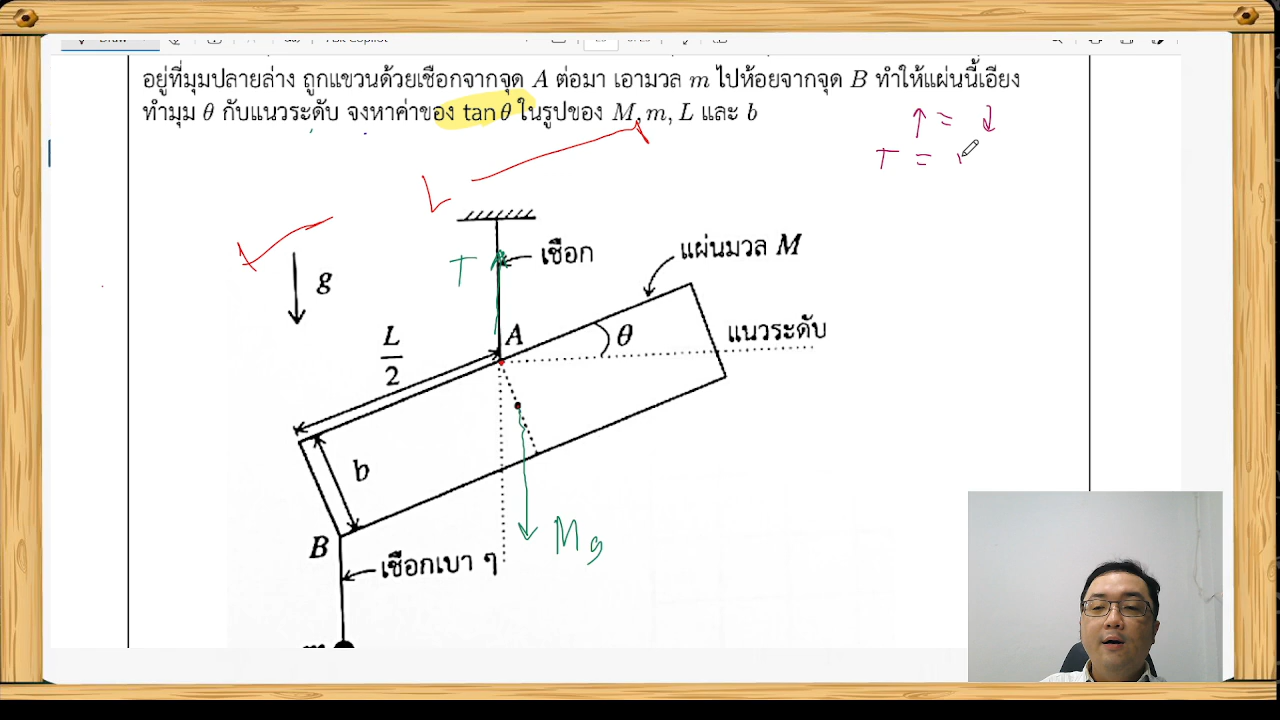 อยู่ที่มุมปลายล่าง ถูกแขวนด้วยเชือกจากจุด A ต่อมา เอามวล m ไปห้อยจากจุด B ทำให้แผ่นนี้เอียง
ทำมุม θ กับแนวระดับ จงหาค่าของ tan θ ในรูปของ M, m, L และ b
↑ = ↓
T =
L
เชือก
แผ่นมวล M
T
g
A
θ
แนวระดับ
L
2
b
B
Mg
เชือกเบา ๆ